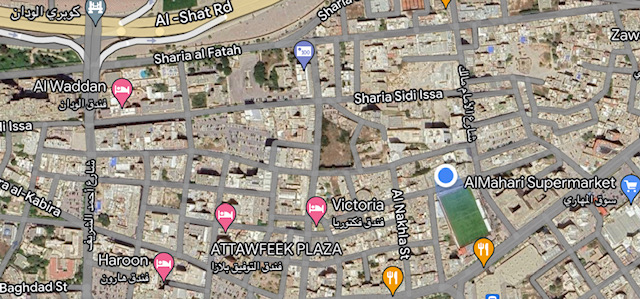 Al-Shat Rd
كوبري الودان
Sharia
Sharia al Fatah
Zaw
Al Waddan
فندق الودان
Sharia Sidi Issa
شارع الإمام مالك
di Issa
شارع احمد الشريف
ra al-Kabira
AlMahari Supermarket
سوق المهاري
Victoria
فندق فكتوريا
Al Nakhla St
ATTAWFEEK PLAZA
فندق التوفيق بلازا
Haroon
فندق هارون
Baghdad St